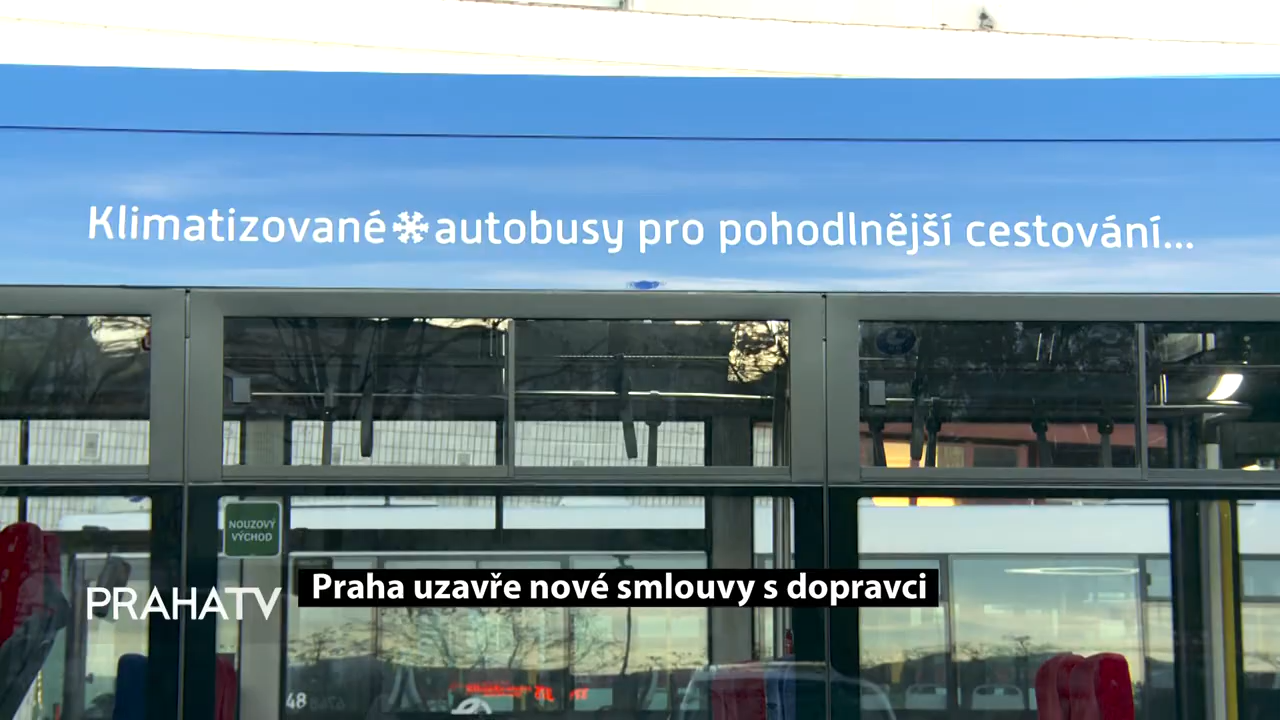 Klimatizované autobusy pro pohodlnější cestování...
NOUZOVÝ
VÝCHOD
Praha uzavře nové smlouvy s dopravci
PRAHATV
48